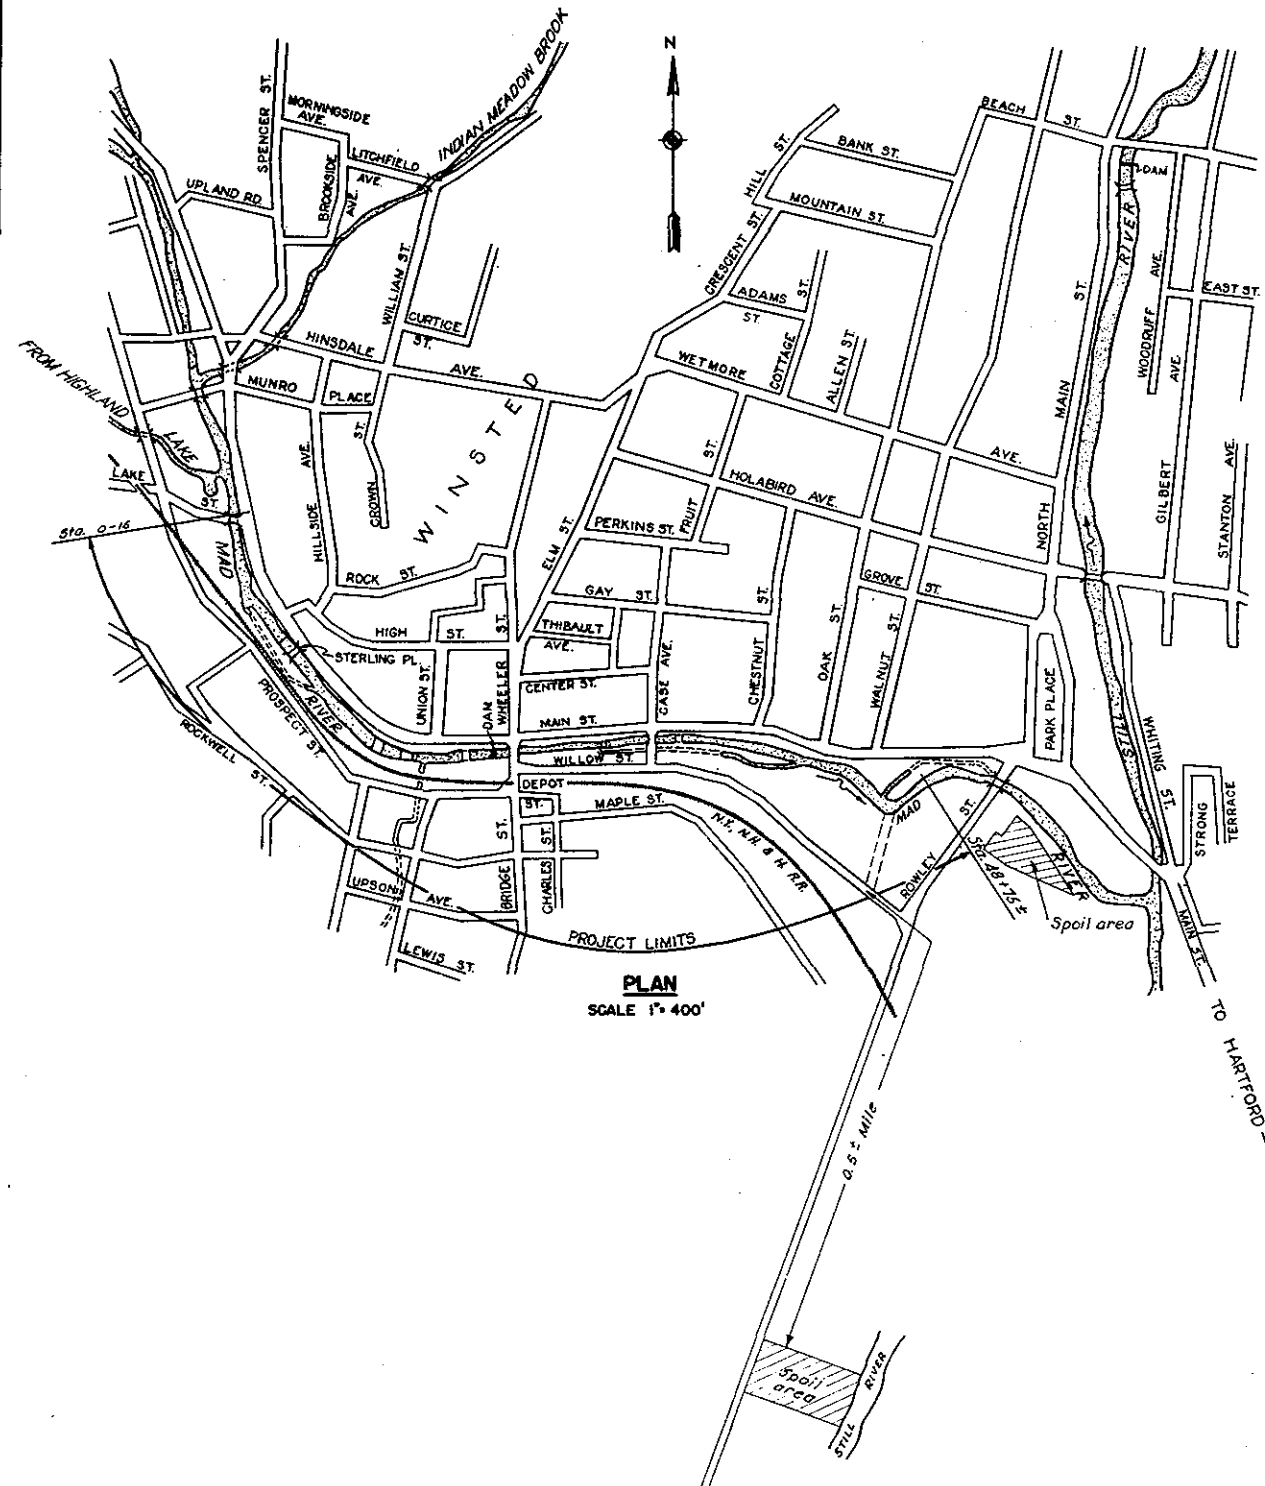 N
INDIAN MEADOW BROOK
SPENCER ST.
MORNINGSIDE
AVE.
LITCHFIELD
AVE.
BROOKSIDE
AVE.
UPLAND RD.
WILLIAN ST.
CURTICE
ST.
HINSDALE
AVE.
MUNRO
PLACE
FROM HIGHLAND
LAKE
LAKE
ST.
Sta. 0-16
HILLSIDE AVE.
CROWN ST.
WINSTED
ROCK ST.
HIGH ST.
MAD
RIVER
STERLING PL.
PROSPECT ST.
ROCKWELL
ST.
UNION ST.
DAM
WHEELER ST.
ELM ST.
BEACH ST.
BANK ST.
HILL ST.
MOUNTAIN ST.
CRESCENT ST.
ADAMS
ST.
COTTAGE ST.
ALLEN ST.
WETMORE
AVE.
HOLABIRD AVE.
FRUIT ST.
PERKINS ST.
GAY ST.
THIBAULT
AVE.
CENTER ST.
MAIN ST.
CASE AVE.
CHESTNUT ST.
OAK ST.
WALNUT ST.
GROVE ST.
NORTH MAIN ST.
DAM
RIVER
STILL
WOODRUFF AVE.
EAST ST.
GILBERT AVE.
STANTON AVE.
PARK PLACE
WHITING ST.
STRONG
TERRACE
WILLOW ST.
DEPOT
ST.
MAPLE ST.
N.Y., N.H. & H. R.R.
BRIDGE ST.
CHARLES ST.
UPSON AVE.
LEWIS ST.
MAD
RIVER
ROWLEY ST.
Sta. 48+76±
Spoil area
MAIN ST.
TO HARTFORD
PROJECT LIMITS
PLAN
SCALE 1"= 400'
0.5 ± Mile
Spoil
area
STILL RIVER